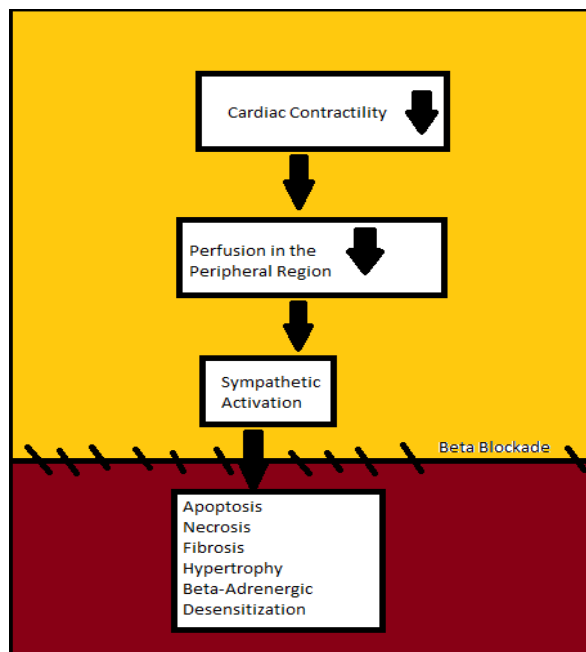 Cardiac Contractility
Perfusion in the
Peripheral Region
Sympathetic
Activation
Beta Blockade
Apoptosis
Necrosis
Fibrosis
Hypertrophy
Beta-Adrenergic
Desensitization